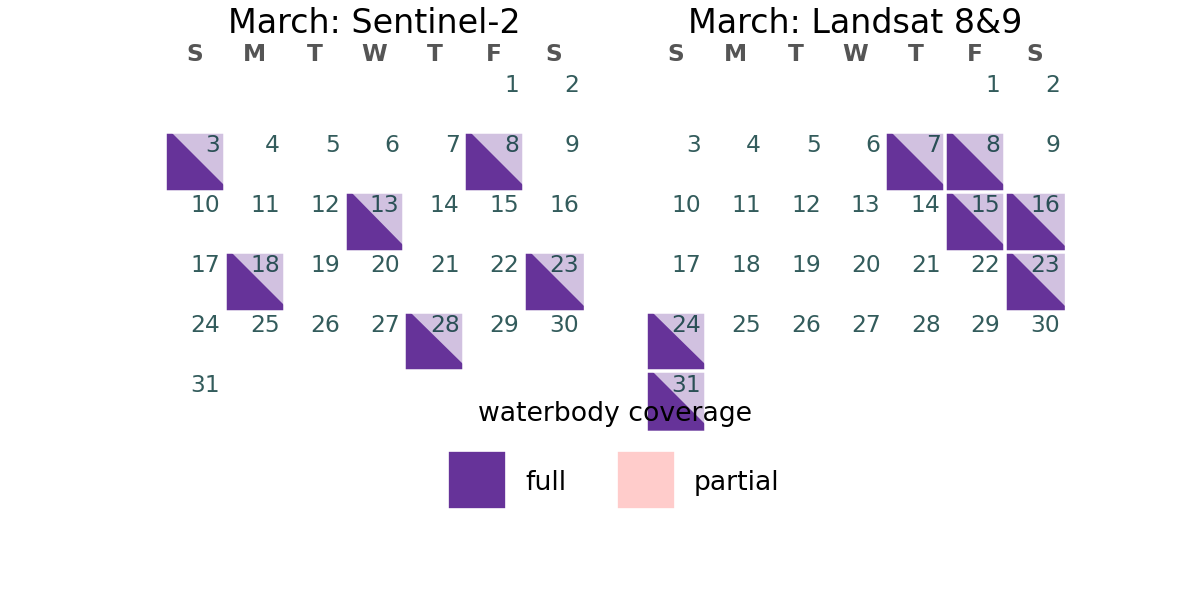 March: Sentinel-2
S M T W T F S
1 2
3 4 5 6 7 8 9
10 11 12 13 14 15 16
17 18 19 20 21 22 23
24 25 26 27 28 29 30
31
March: Landsat 8&9
S M T W T F S
1 2
3 4 5 6 7 8 9
10 11 12 13 14 15 16
17 18 19 20 21 22 23
24 25 26 27 28 29 30
31
waterbody coverage
full
partial